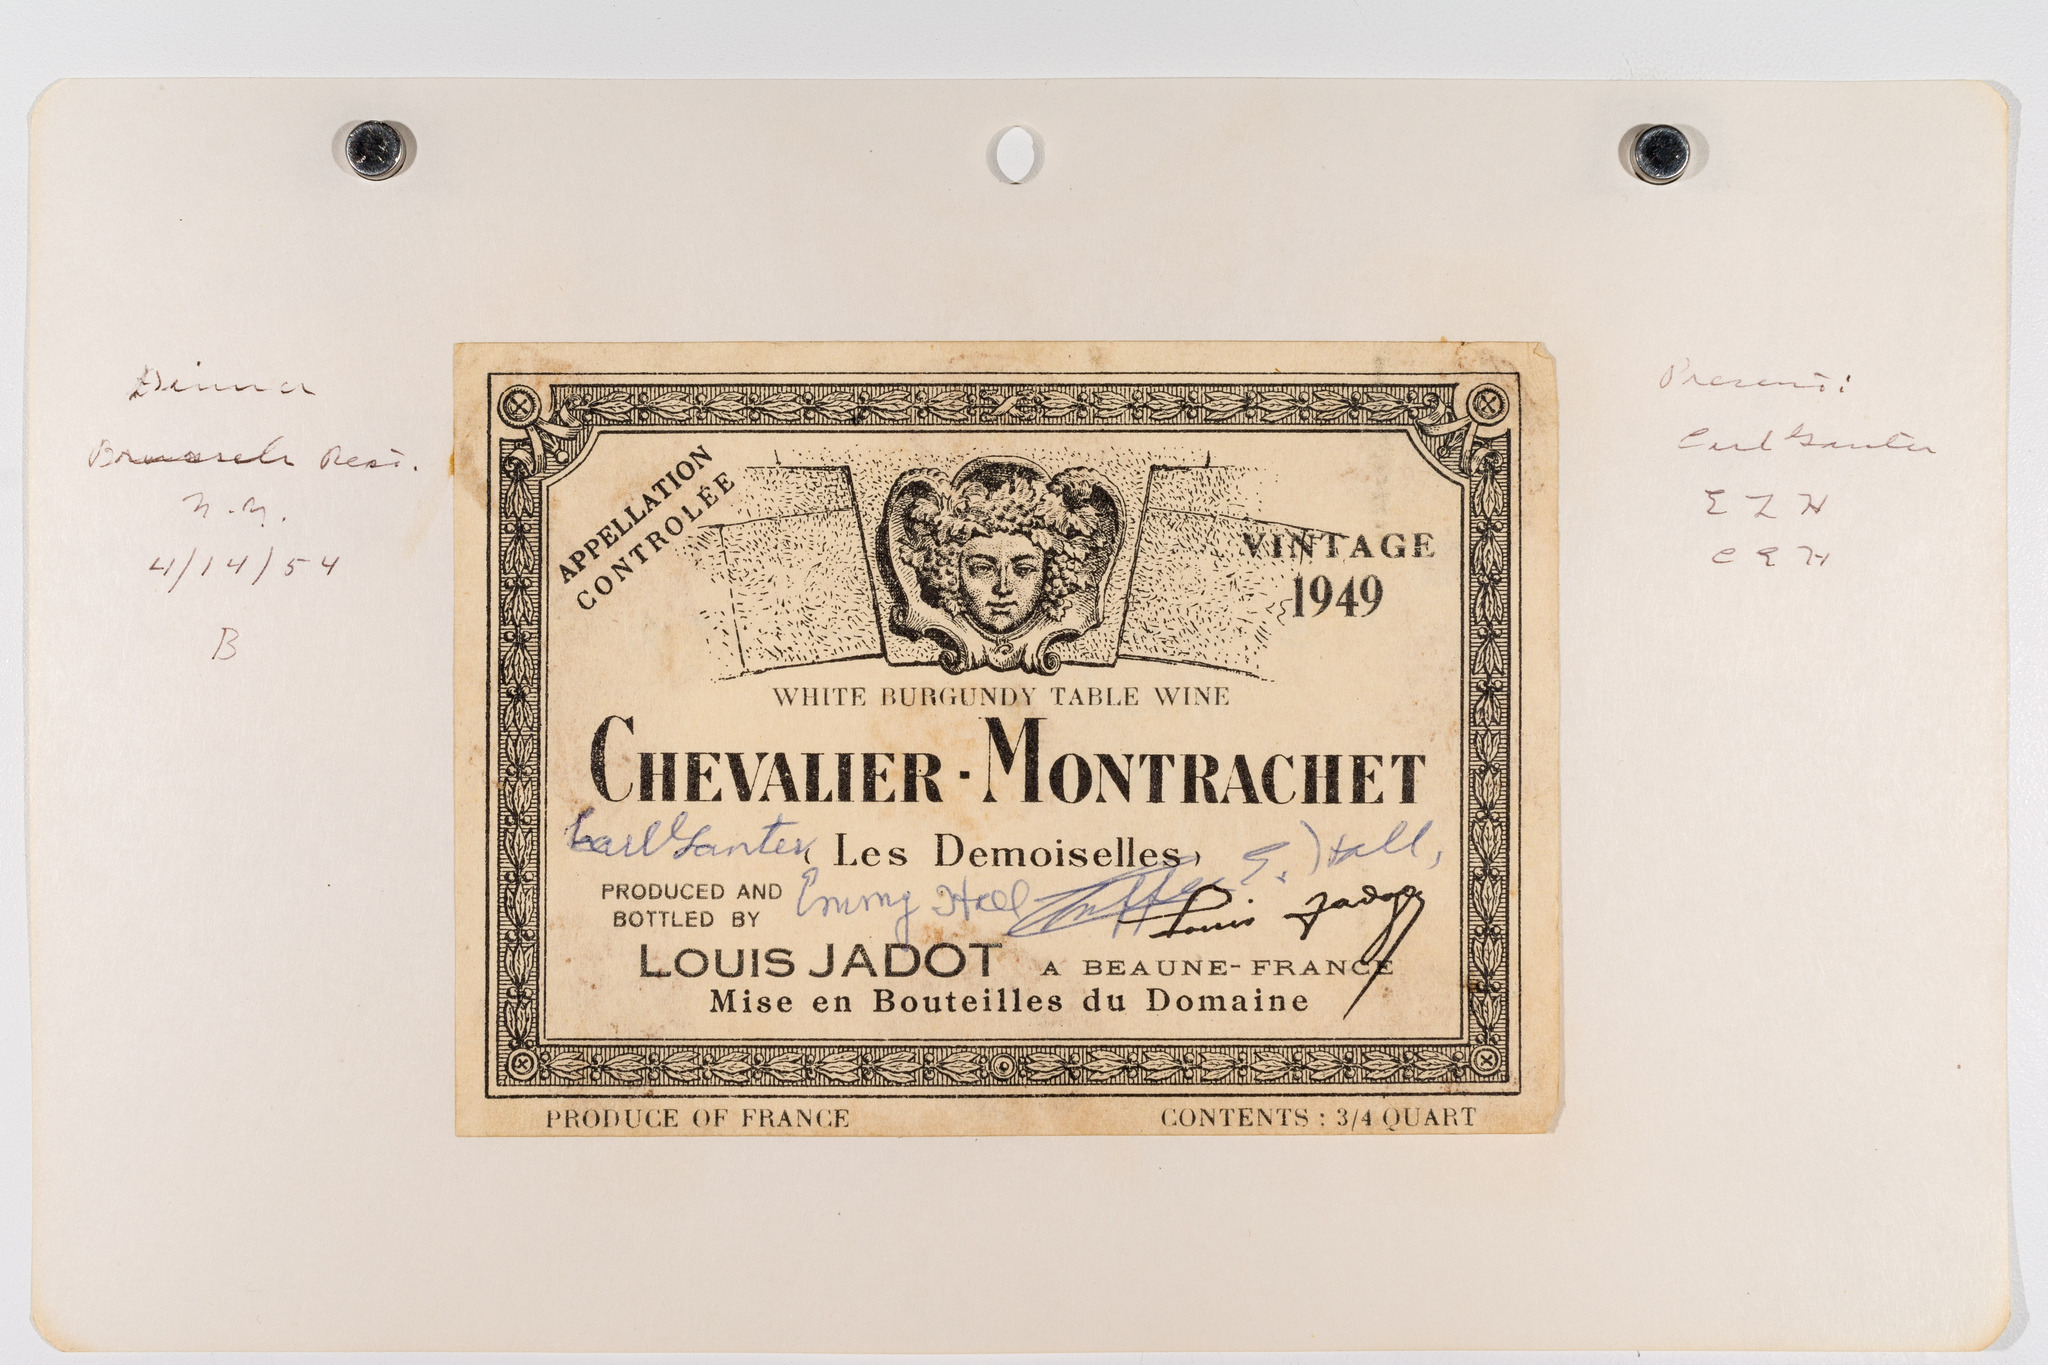 Dinner
Brussels Rest.
N.Y.
4/14/54
B
APPELLATION
CONTROLÉE
VINTAGE
1949
WHITE BURGUNDY TABLE WINE
CHEVALIER-MONTRACHET
Carl Ganter (Les Demoiselles) E. Hall,
PRODUCED AND
BOTTLED BY
Emmy Hall
Louis Jadot
LOUIS JADOT A BEAUNE-FRANCE
Mise en Bouteilles du Domaine
PRODUCE OF FRANCE
CONTENTS : 3/4 QUART
Present:
Carl Ganter
E L H
C E H